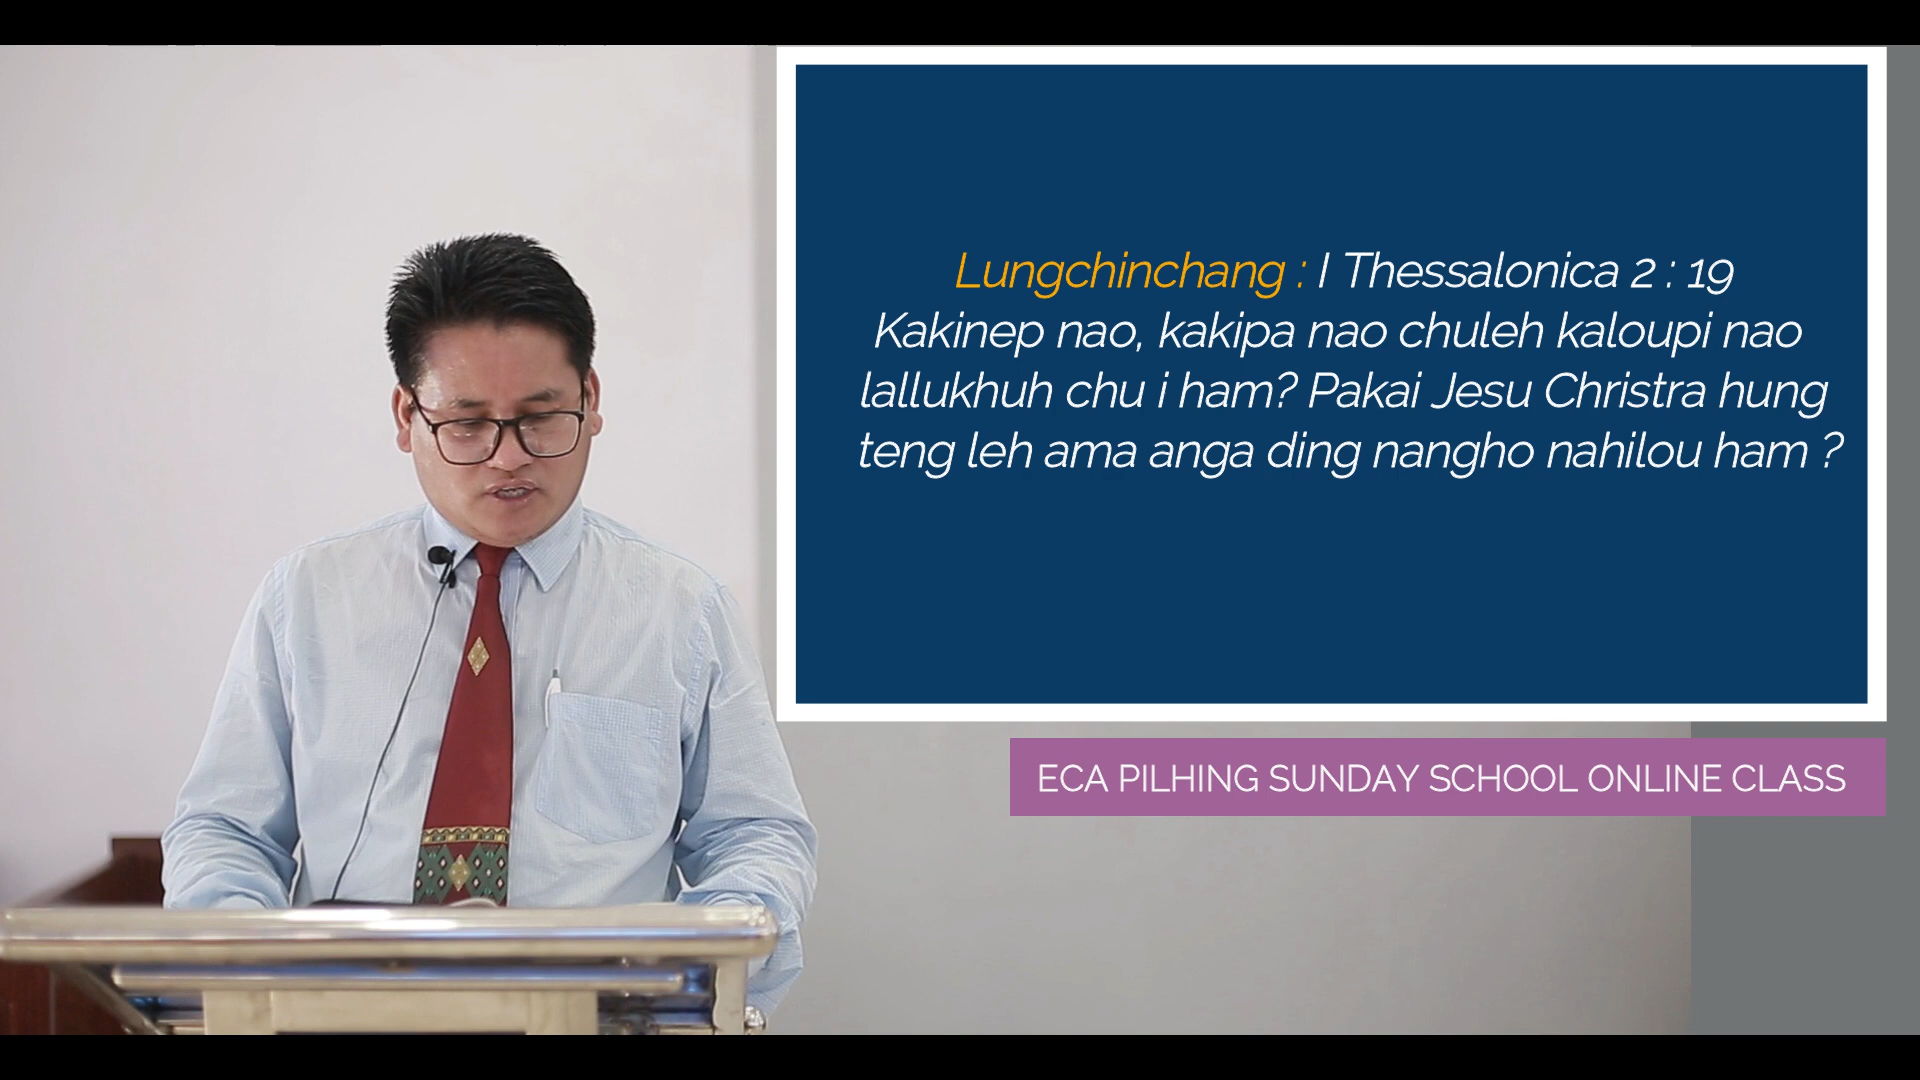 Lungchinchang : I Thessalonica 2 : 19
Kakinep nao, kakipa nao chuleh kaloupi nao
lallukhuh chu i ham? Pakai Jesu Christra hung
teng leh ama anga ding nangho nahilou ham ?
ECA PILHING SUNDAY SCHOOL ONLINE CLASS